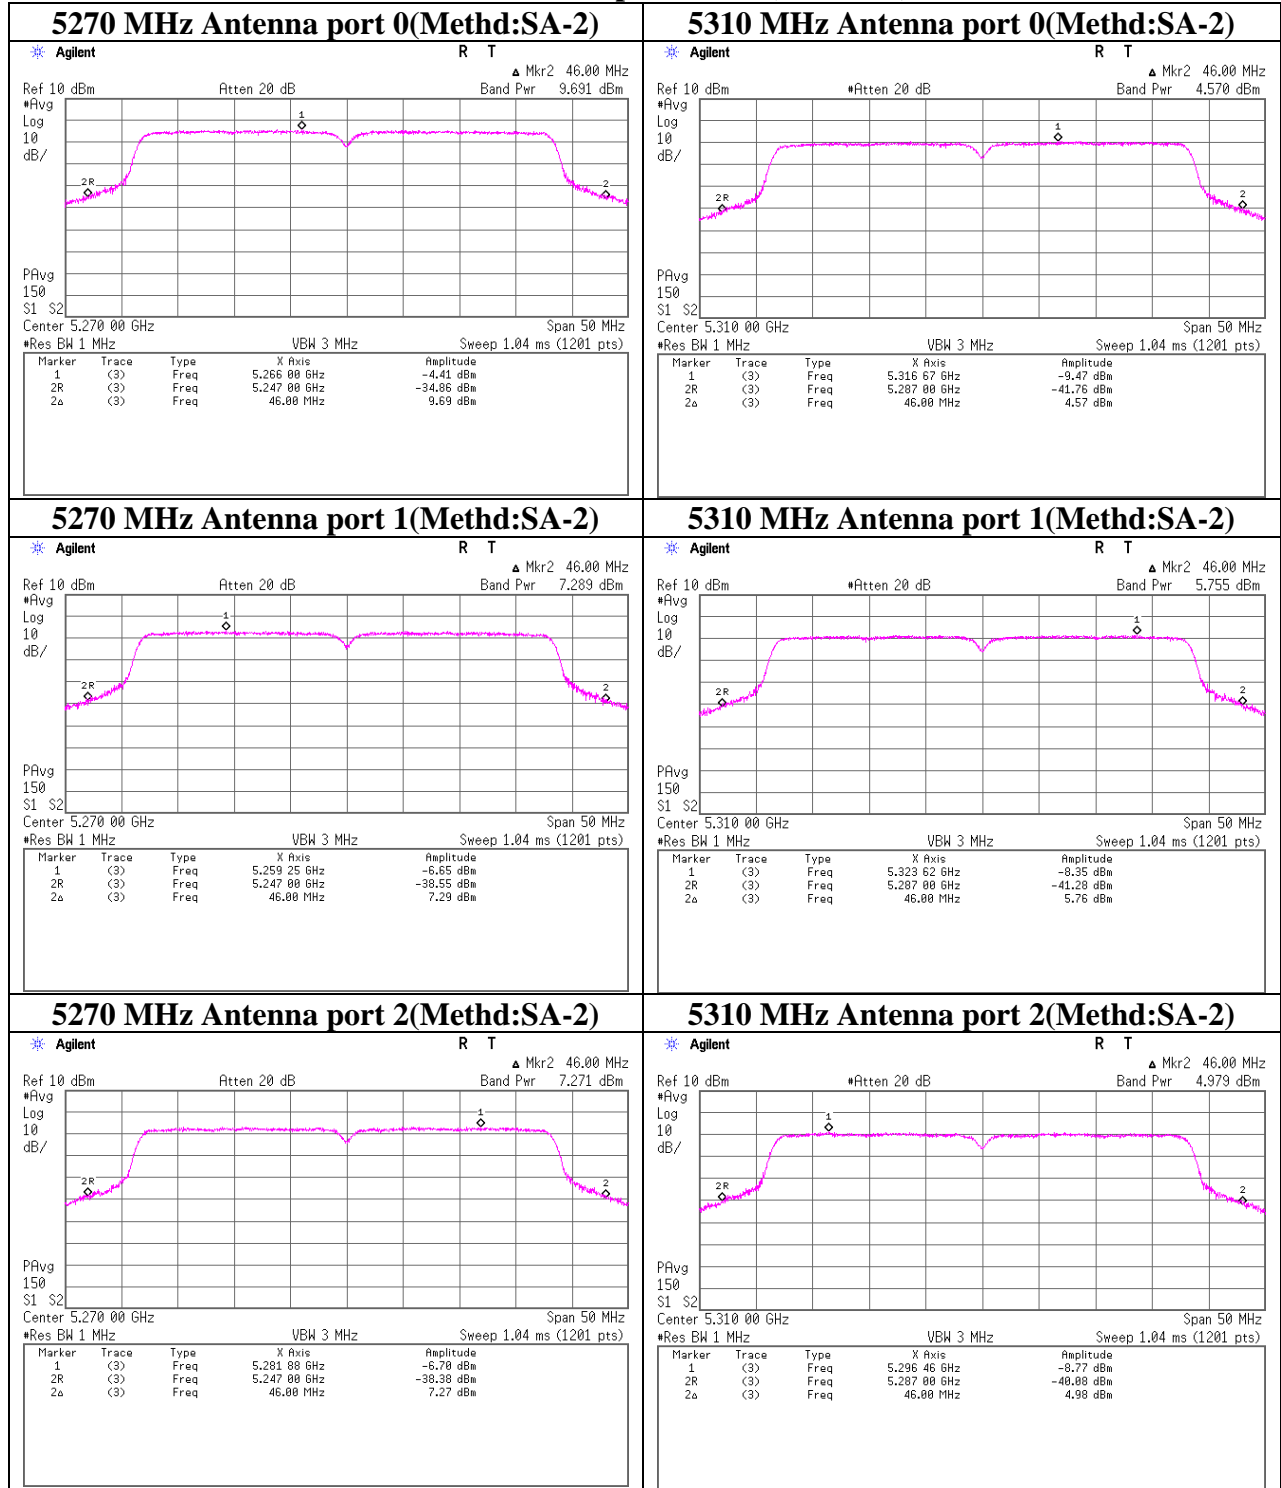 5270 MHz Antenna port 0(Methd:SA-2)
Agilent R T
Δ Mkr2 46.00 MHz
Ref 10 dBm Atten 20 dB Band Pwr 9.691 dBm
#Avg
Log
10
dB/
1
2R
2
PAvg
150
S1 S2
Center 5.270 00 GHz Span 50 MHz
#Res BW 1 MHz VBW 3 MHz Sweep 1.04 ms (1201 pts)
Marker Trace Type X Axis Amplitude
1 (3) Freq 5.266 00 GHz -4.41 dBm
2R (3) Freq 5.247 00 GHz -34.86 dBm
2Δ (3) Freq 46.00 MHz 9.69 dBm
5310 MHz Antenna port 0(Methd:SA-2)
Agilent R T
Δ Mkr2 46.00 MHz
Ref 10 dBm #Atten 20 dB Band Pwr 4.570 dBm
#Avg
Log
10
dB/
1
2R
2
PAvg
150
S1 S2
Center 5.310 00 GHz Span 50 MHz
#Res BW 1 MHz VBW 3 MHz Sweep 1.04 ms (1201 pts)
Marker Trace Type X Axis Amplitude
1 (3) Freq 5.316 67 GHz -9.47 dBm
2R (3) Freq 5.287 00 GHz -41.76 dBm
2Δ (3) Freq 46.00 MHz 4.57 dBm
5270 MHz Antenna port 1(Methd:SA-2)
Agilent R T
Δ Mkr2 46.00 MHz
Ref 10 dBm Atten 20 dB Band Pwr 7.289 dBm
#Avg
Log
10
dB/
1
2R
2
PAvg
150
S1 S2
Center 5.270 00 GHz Span 50 MHz
#Res BW 1 MHz VBW 3 MHz Sweep 1.04 ms (1201 pts)
Marker Trace Type X Axis Amplitude
1 (3) Freq 5.259 25 GHz -6.65 dBm
2R (3) Freq 5.247 00 GHz -38.55 dBm
2Δ (3) Freq 46.00 MHz 7.29 dBm
5310 MHz Antenna port 1(Methd:SA-2)
Agilent R T
Δ Mkr2 46.00 MHz
Ref 10 dBm #Atten 20 dB Band Pwr 5.755 dBm
#Avg
Log
10
dB/
1
2R
2
PAvg
150
S1 S2
Center 5.310 00 GHz Span 50 MHz
#Res BW 1 MHz VBW 3 MHz Sweep 1.04 ms (1201 pts)
Marker Trace Type X Axis Amplitude
1 (3) Freq 5.323 62 GHz -8.35 dBm
2R (3) Freq 5.287 00 GHz -41.28 dBm
2Δ (3) Freq 46.00 MHz 5.76 dBm
5270 MHz Antenna port 2(Methd:SA-2)
Agilent R T
Δ Mkr2 46.00 MHz
Ref 10 dBm Atten 20 dB Band Pwr 7.271 dBm
#Avg
Log
10
dB/
1
2R
2
PAvg
150
S1 S2
Center 5.270 00 GHz Span 50 MHz
#Res BW 1 MHz VBW 3 MHz Sweep 1.04 ms (1201 pts)
Marker Trace Type X Axis Amplitude
1 (3) Freq 5.281 88 GHz -6.70 dBm
2R (3) Freq 5.247 00 GHz -38.38 dBm
2Δ (3) Freq 46.00 MHz 7.27 dBm
5310 MHz Antenna port 2(Methd:SA-2)
Agilent R T
Δ Mkr2 46.00 MHz
Ref 10 dBm #Atten 20 dB Band Pwr 4.979 dBm
#Avg
Log
10
dB/
1
2R
2
PAvg
150
S1 S2
Center 5.310 00 GHz Span 50 MHz
#Res BW 1 MHz VBW 3 MHz Sweep 1.04 ms (1201 pts)
Marker Trace Type X Axis Amplitude
1 (3) Freq 5.296 46 GHz -8.77 dBm
2R (3) Freq 5.287 00 GHz -40.08 dBm
2Δ (3) Freq 46.00 MHz 4.98 dBm